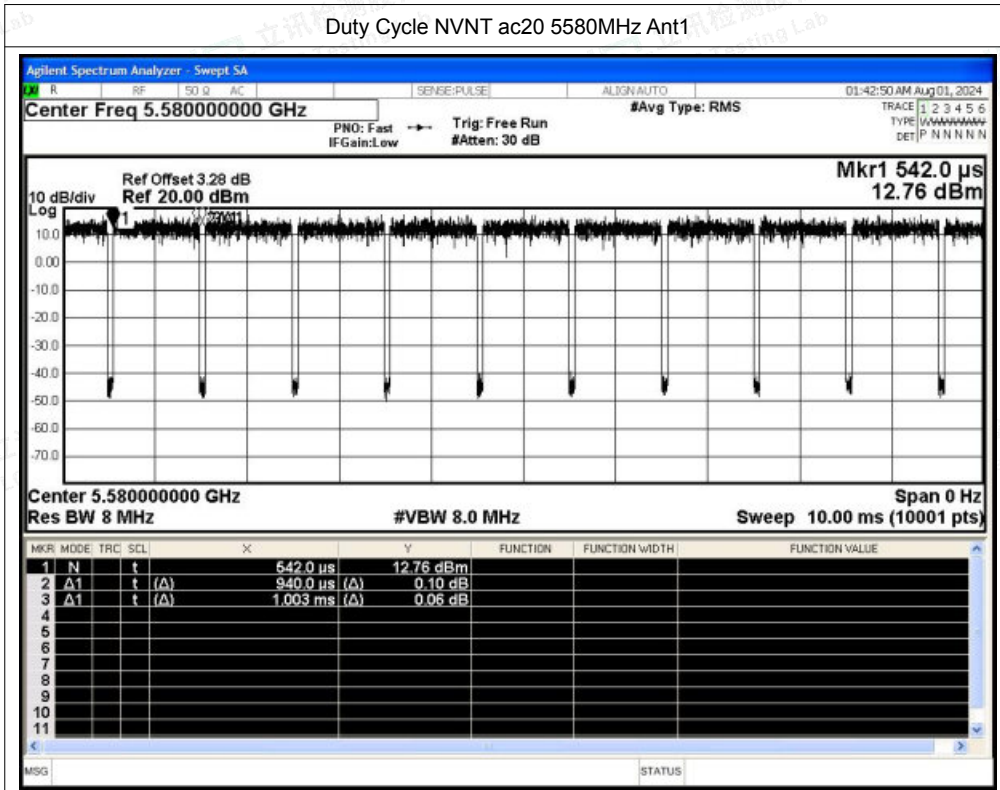 Duty Cycle NVNT ac20 5580MHz Ant1
Agilent Spectrum Analyzer - Swept SA
R RF 50 Ω AC SENSE:PULSE ALIGNAUTO 01:42:50 AM Aug 01, 2024
Center Freq 5.580000000 GHz #Avg Type: RMS TRACE 1 2 3 4 5 6
PNO: Fast Trig: Free Run TYPE
IFGain:Low #Atten: 30 dB DET P N N N N N
Mkr1 542.0 µs
Ref Offset 3.28 dB
10 dB/div Ref 20.00 dBm 12.76 dBm
Log
1
10.0
0.00
-10.0
-20.0
-30.0
-40.0
-50.0
-60.0
-70.0
Center 5.580000000 GHz Span 0 Hz
Res BW 8 MHz #VBW 8.0 MHz Sweep 10.00 ms (10001 pts)
MKR MODE TRC SCL X Y FUNCTION FUNCTION WIDTH FUNCTION VALUE
1 N t 542.0 µs 12.76 dBm
2 Δ1 t (Δ) 940.0 µs (Δ) 0.10 dB
3 Δ1 t (Δ) 1.003 ms (Δ) 0.06 dB
4
5
6
7
8
9
10
11
MSG STATUS